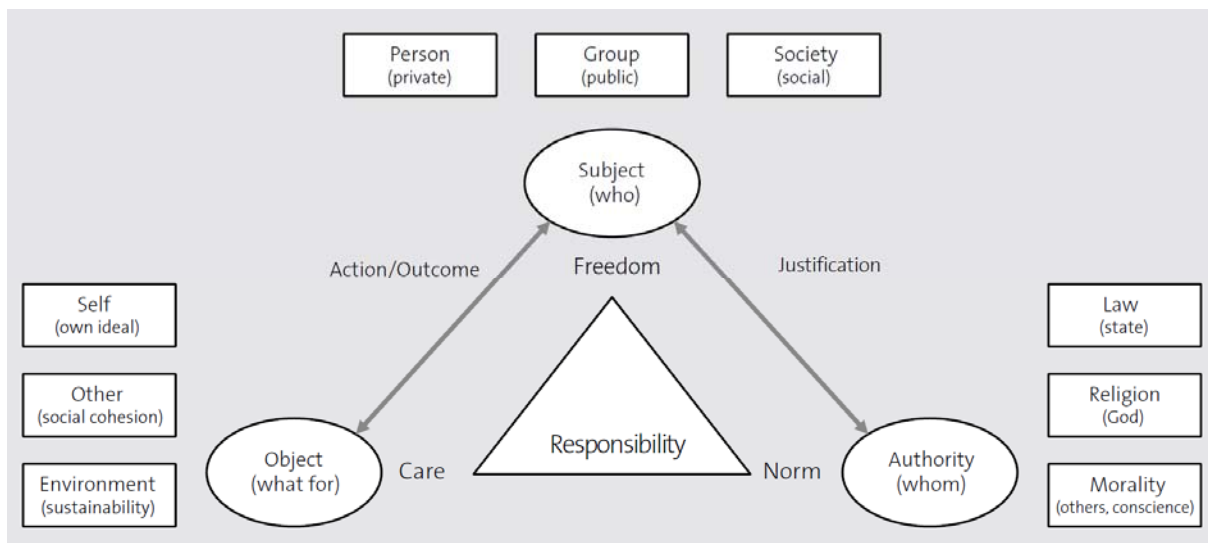 Person
(private)
Group
(public)
Society
(social)
Subject
(who)
Action/Outcome
Freedom
Justification
Self
(own ideal)
Other
(social cohesion)
Environment
(sustainability)
Object
(what for)
Care
Responsibility
Norm
Authority
(whom)
Law
(state)
Religion
(God)
Morality
(others, conscience)